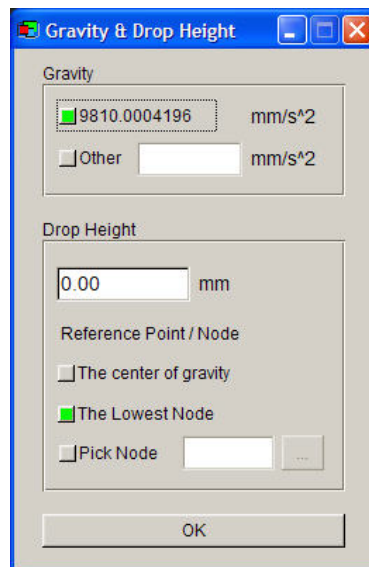 Gravity & Drop Height
Gravity
9810.0004196 mm/s^2
Other mm/s^2
Drop Height
0.00 mm
Reference Point / Node
The center of gravity
The Lowest Node
Pick Node ...
OK